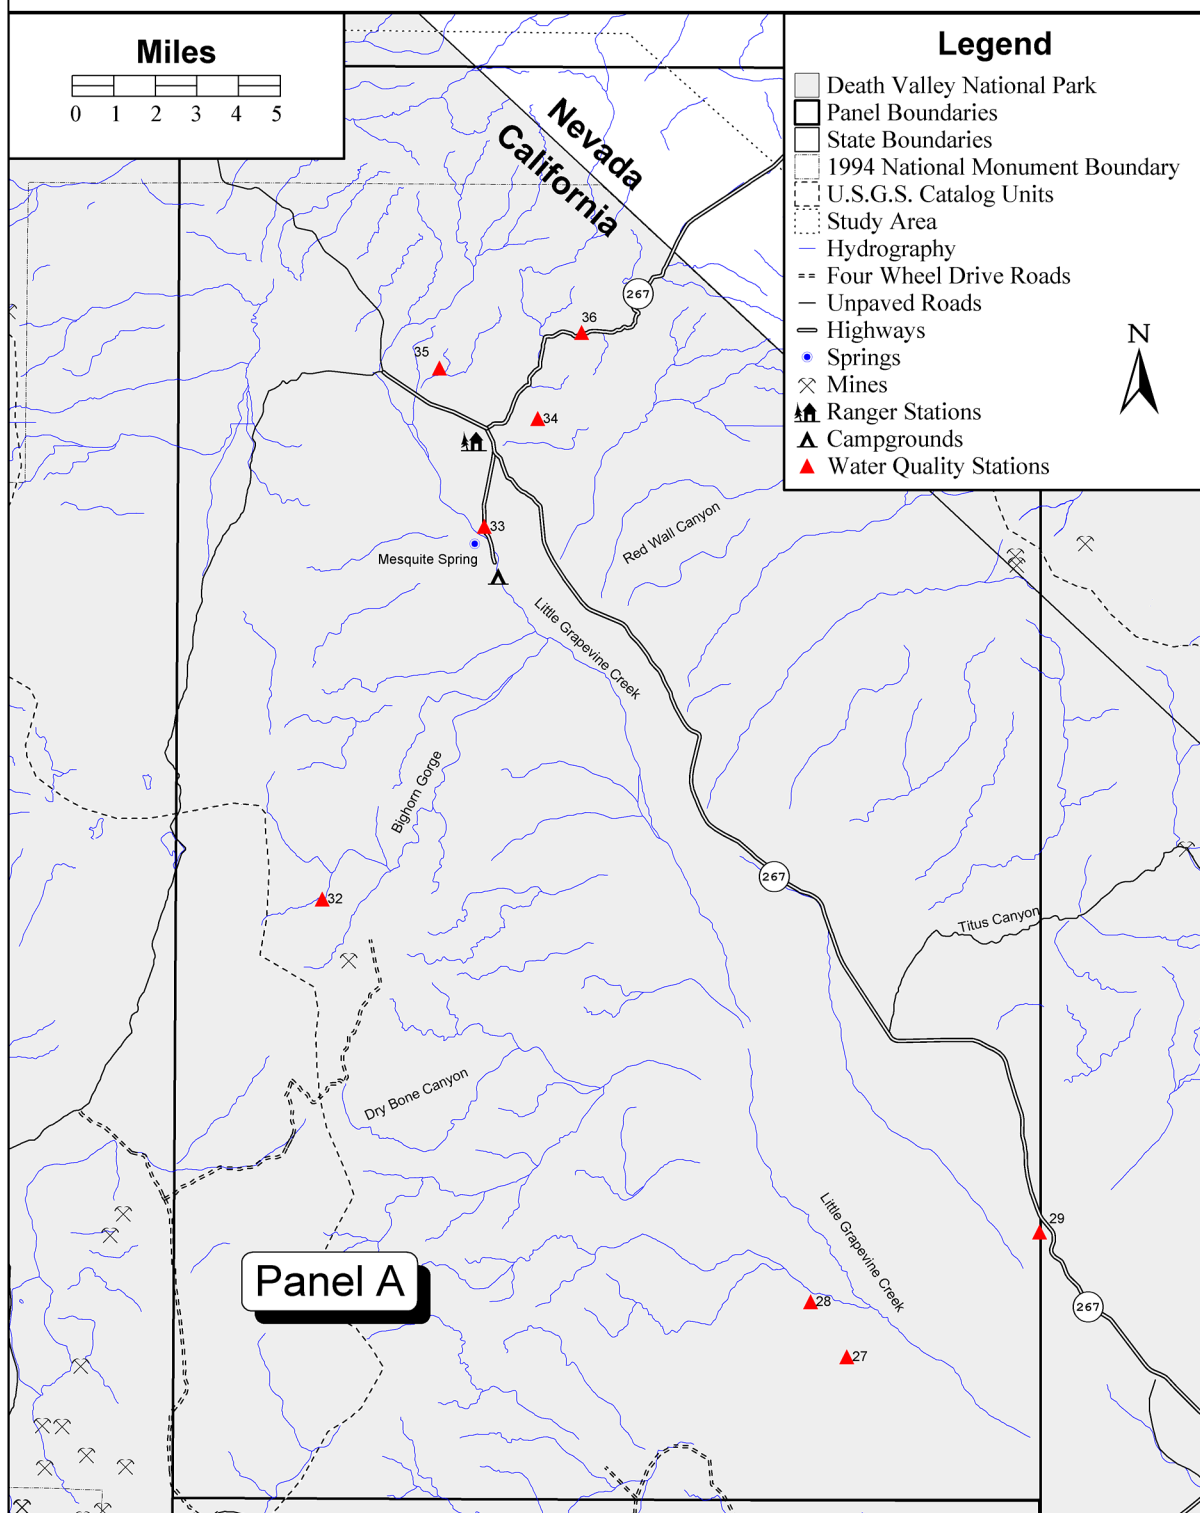 Miles
0 1 2 3 4 5
Legend
Death Valley National Park
Panel Boundaries
State Boundaries
1994 National Monument Boundary
U.S.G.S. Catalog Units
Study Area
Hydrography
Four Wheel Drive Roads
Unpaved Roads
Highways
Springs
Mines
Ranger Stations
Campgrounds
Water Quality Stations
N
Nevada
California
267
36
35
34
33
Mesquite Spring
Red Wall Canyon
Little Grapevine Creek
Bighorn Gorge
267
32
Titus Canyon
Dry Bone Canyon
Little Grapevine Creek
29
Panel A
28
267
27